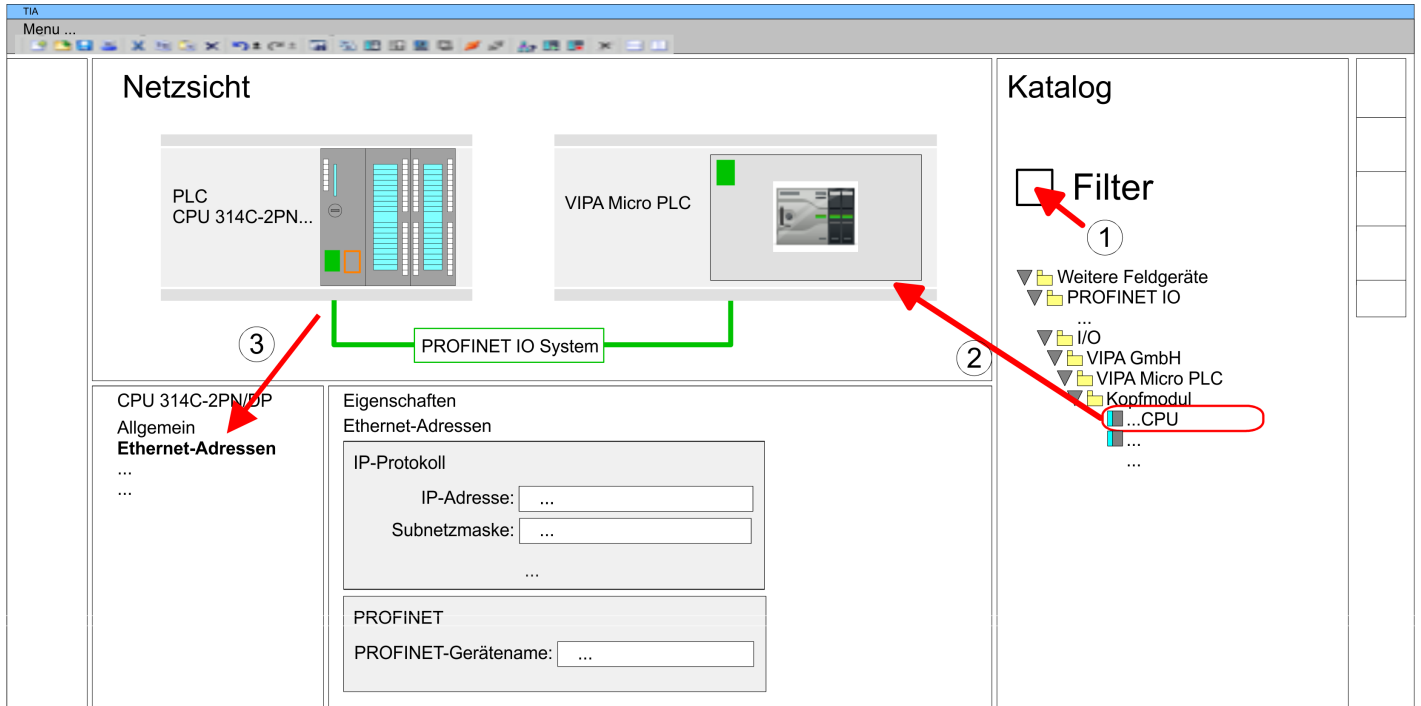 TIA
Menu ...
Netzsicht
PLC
CPU 314C-2PN...
VIPA Micro PLC
PROFINET IO System
3
2
Katalog
Filter
1
Weitere Feldgeräte
PROFINET IO
...
I/O
VIPA GmbH
VIPA Micro PLC
Kopfmodul
...CPU
...
...
CPU 314C-2PN/DP
Allgemein
Ethernet-Adressen
...
...
Eigenschaften
Ethernet-Adressen
IP-Protokoll
IP-Adresse: ...
Subnetzmaske: ...
...
PROFINET
PROFINET-Gerätename: ...